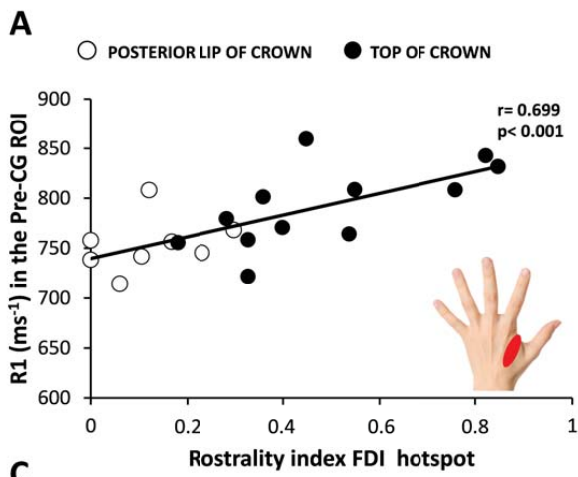 A
POSTERIOR LIP OF CROWN TOP OF CROWN
r= 0.699
p< 0.001
R1 (ms-1) in the Pre-CG ROI
900
850
800
750
700
650
600
0 0.2 0.4 0.6 0.8 1
Rostrality index FDI hotspot
C